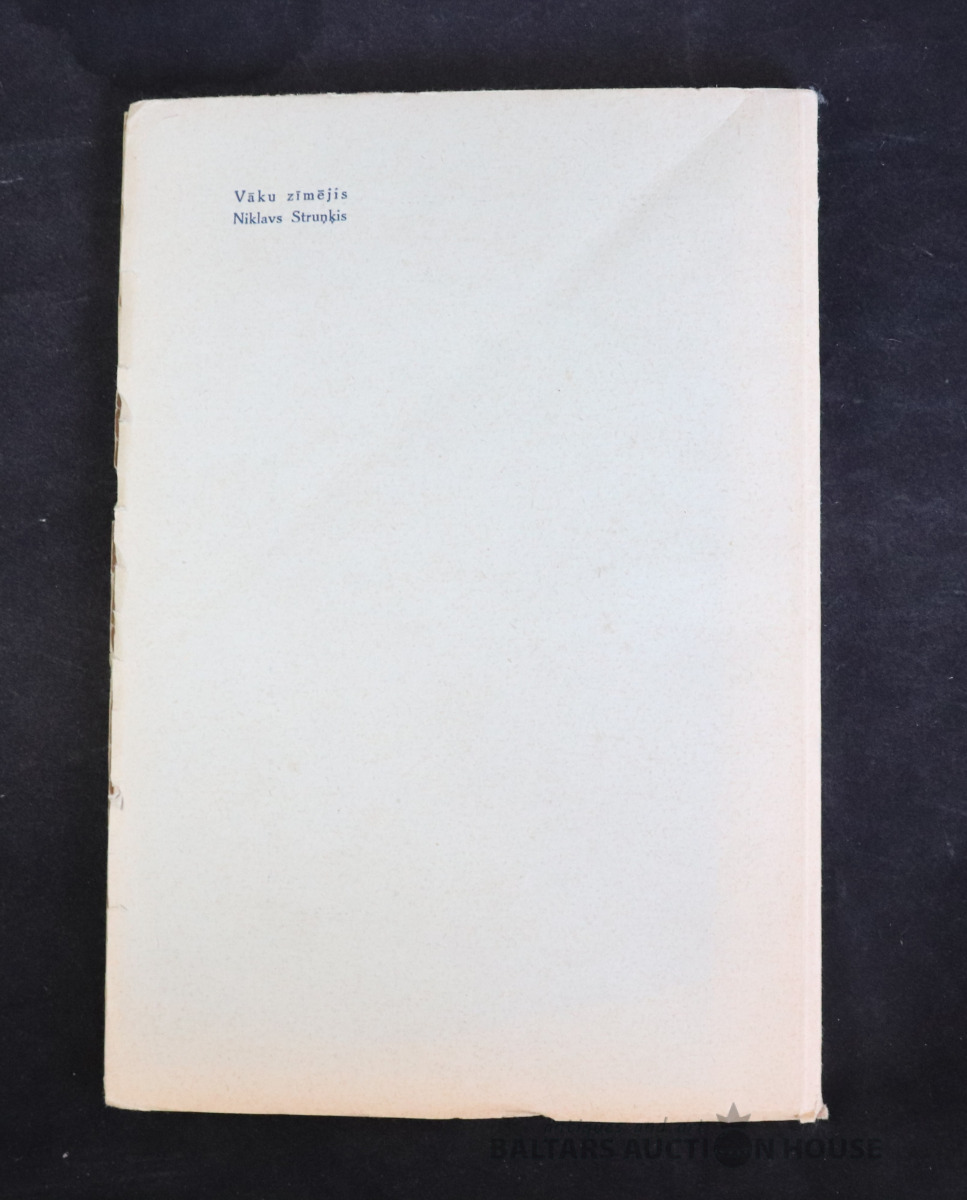 Vāku zīmējis
Niklavs Struņķis
BALTARS AUCTION HOUSE